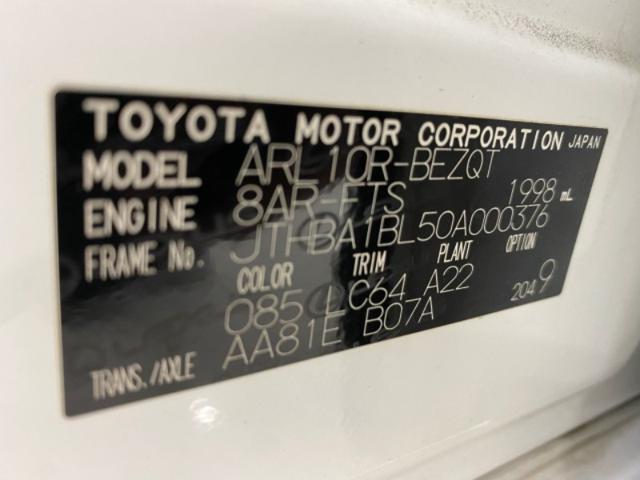 TOYOTA MOTOR CORPORATION JAPAN
MODEL ARL10R-BEZQT
ENGINE 8AR-FTS 1998 mL
FRAME No. JTHBA1BL50A000376
COLOR TRIM PLANT OPTION
085 LC64 A22 2049
TRANS./AXLE AA81E B07A